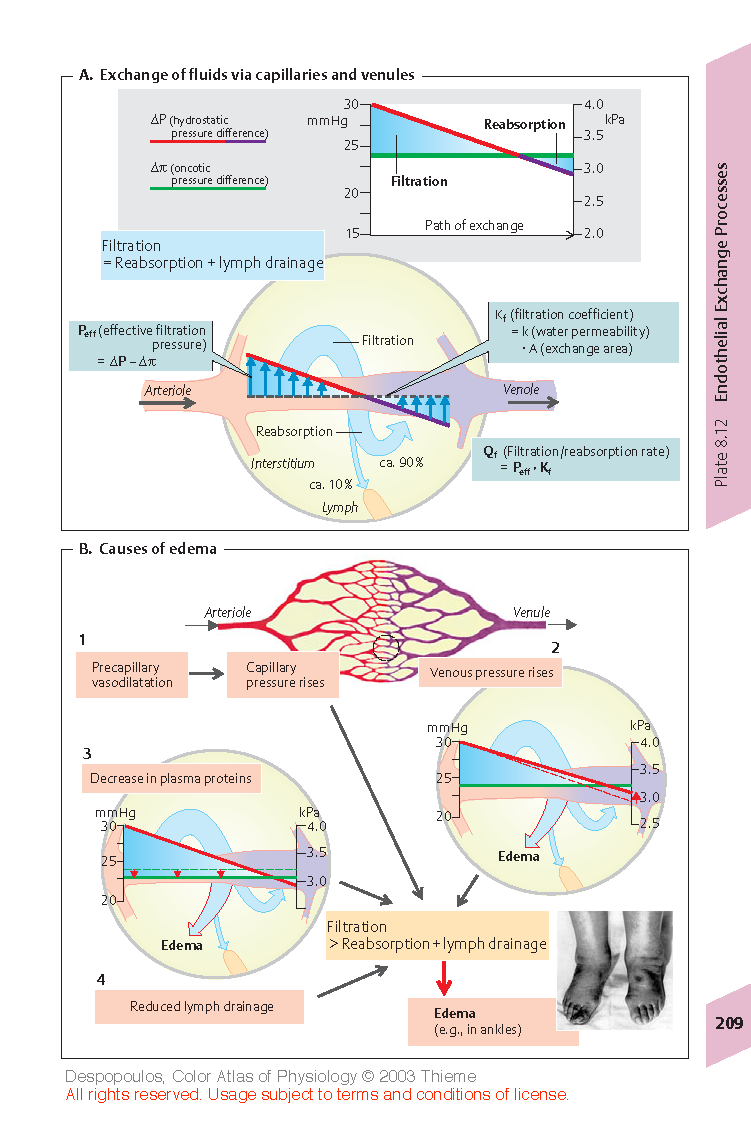 A. Exchange of fluids via capillaries and venules
ΔP (hydrostatic
pressure difference)
Δπ (oncotic
pressure difference)
mmHg
30
25
20
15
4.0
kPa
3.5
3.0
2.5
2.0
Reabsorption
Filtration
Path of exchange
Filtration
= Reabsorption + lymph drainage
Peff (effective filtration
pressure)
= ΔP – Δπ
Kf (filtration coefficient)
= k (water permeability)
· A (exchange area)
Filtration
Arteriole
Venole
Reabsorption
Interstitium
ca. 90%
ca. 10%
Lymph
Qf (Filtration/reabsorption rate)
= Peff · Kf
Plate 8.12 Endothelial Exchange Processes
B. Causes of edema
Arteriole
Venule
1
Precapillary
vasodilatation
Capillary
pressure rises
2
Venous pressure rises
mmHg
30
25
20
kPa
4.0
3.5
3.0
2.5
Edema
3
Decrease in plasma proteins
mmHg
30
25
20
kPa
4.0
3.5
3.0
Edema
4
Reduced lymph drainage
Filtration
> Reabsorption + lymph drainage
Edema
(e.g., in ankles)
209
Despopoulos, Color Atlas of Physiology © 2003 Thieme
All rights reserved. Usage subject to terms and conditions of license.